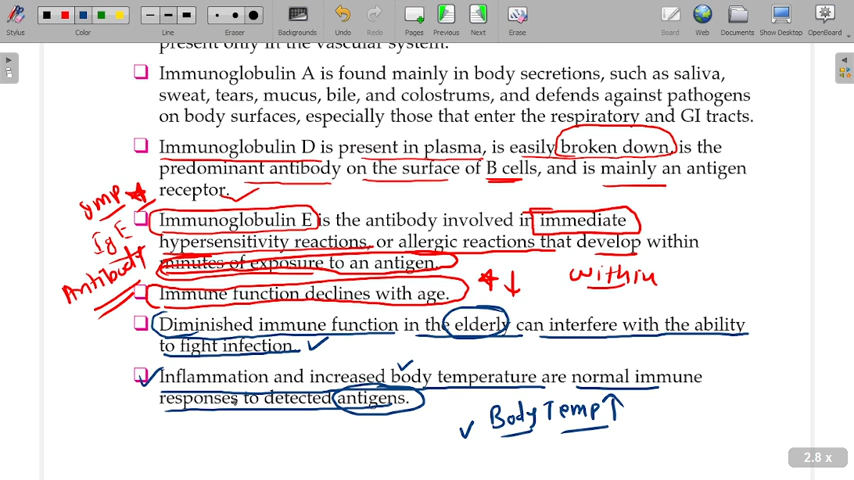 Stylus
Color
Line
Eraser
Backgrounds
Undo
Redo
Pages
Previous
Next
Erase
Board
Web
Documents
Show Desktop
OpenBoard
present only in the vascular system.
Immunoglobulin A is found mainly in body secretions, such as saliva,
sweat, tears, mucus, bile, and colostrums, and defends against pathogens
on body surfaces, especially those that enter the respiratory and GI tracts.
Immunoglobulin D is present in plasma, is easily broken down, is the
predominant antibody on the surface of B cells, and is mainly an antigen
receptor.
Imp
Immunoglobulin E is the antibody involved in immediate
IgE
hypersensitivity reactions, or allergic reactions that develop within
Antibody
minutes of exposure to an antigen.
within
Immune function declines with age.
Diminished immune function in the elderly can interfere with the ability
to fight infection.
Inflammation and increased body temperature are normal immune
responses to detected antigens.
Body Temp ↑
2.8 x